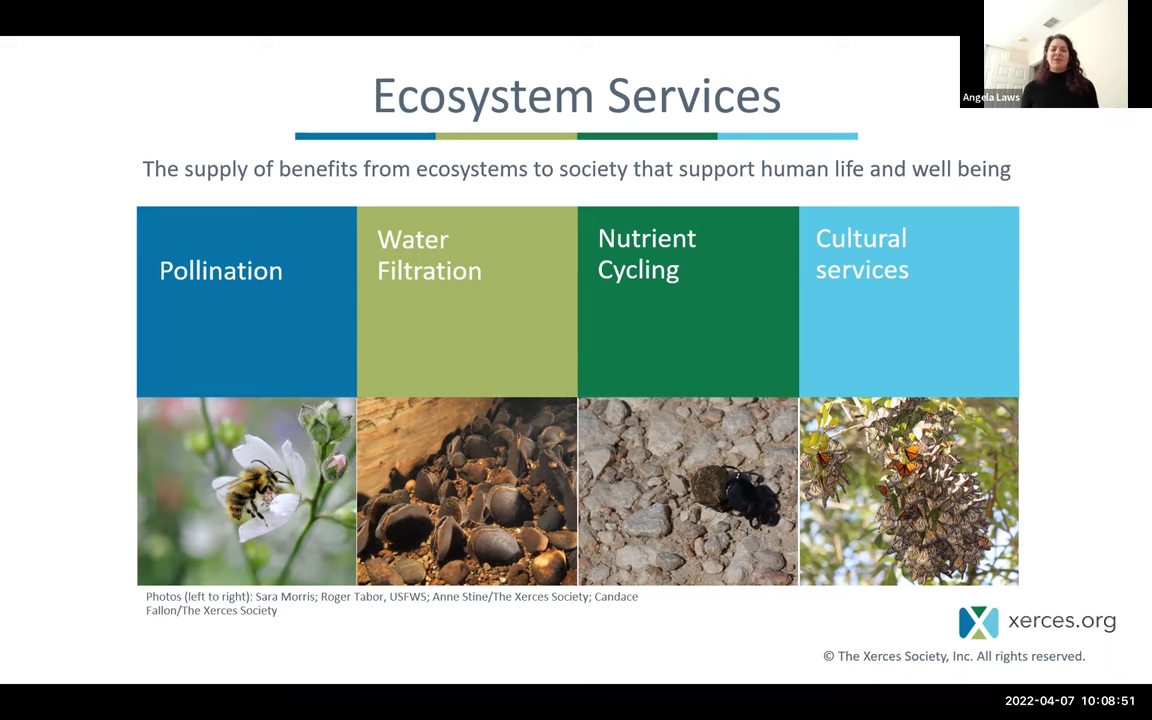 Ecosystem Services
Angela Laws
The supply of benefits from ecosystems to society that support human life and well being
Pollination
Water
Filtration
Nutrient
Cycling
Cultural
services
Photos (left to right): Sara Morris; Roger Tabor, USFWS; Anne Stine/The Xerces Society; Candace
Fallon/The Xerces Society
xerces.org
© The Xerces Society, Inc. All rights reserved.
2022-04-07 10:08:51